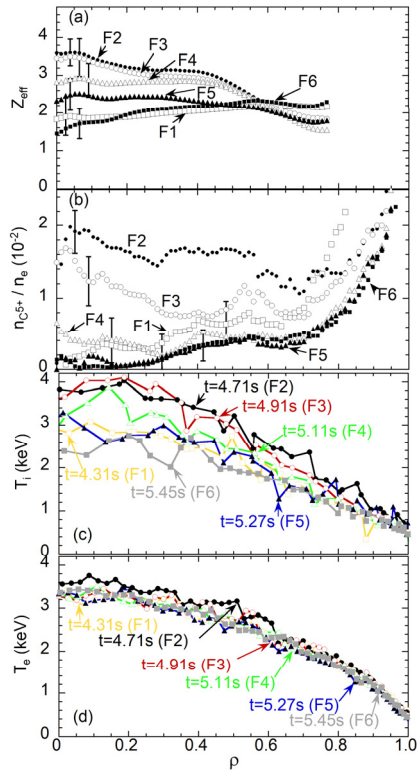 (a)
F2
F3
F4
F5
F6
F1
Z_eff
4
3
2
1
0
(b)
F2
F3
F4
F1
F5
F6
n_C5+ / n_e (10^-2)
2
1
0
t=4.71s (F2)
t=4.91s (F3)
t=5.11s (F4)
t=4.31s (F1)
t=5.45s (F6)
t=5.27s (F5)
T_i (keV)
4
3
2
1
0
(c)
t=4.31s (F1)
t=4.71s (F2)
t=4.91s (F3)
t=5.11s (F4)
t=5.27s (F5)
t=5.45s (F6)
T_e (keV)
4
3
2
1
0
(d)
0 0.2 0.4 0.6 0.8 1.0
ρ